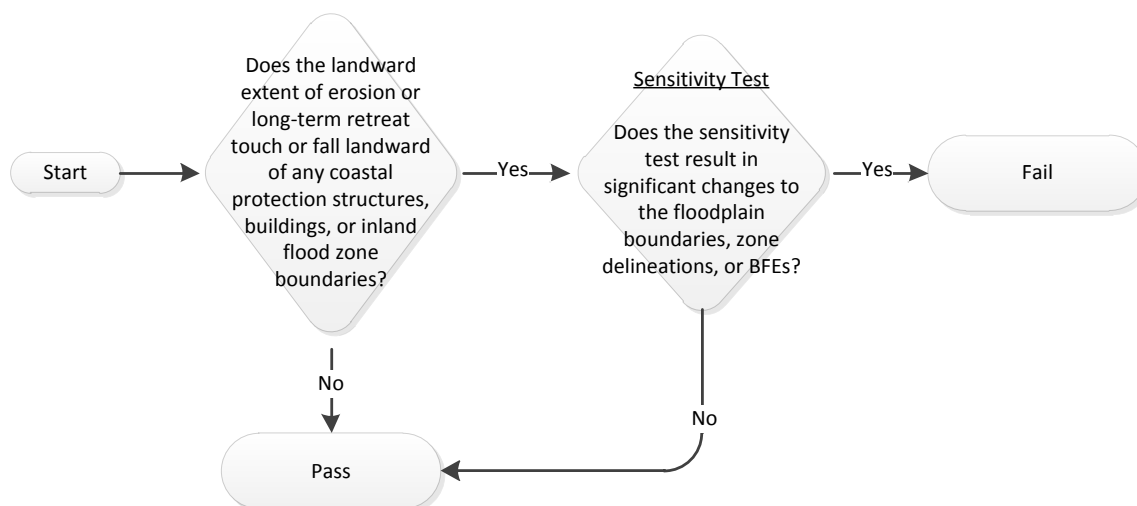 Start
Does the landward
extent of erosion or
long-term retreat
touch or fall landward
of any coastal
protection structures,
buildings, or inland
flood zone
boundaries?
Yes
Sensitivity Test
Does the sensitivity
test result in
significant changes to
the floodplain
boundaries, zone
delineations, or BFEs?
Yes
Fail
No
No
Pass